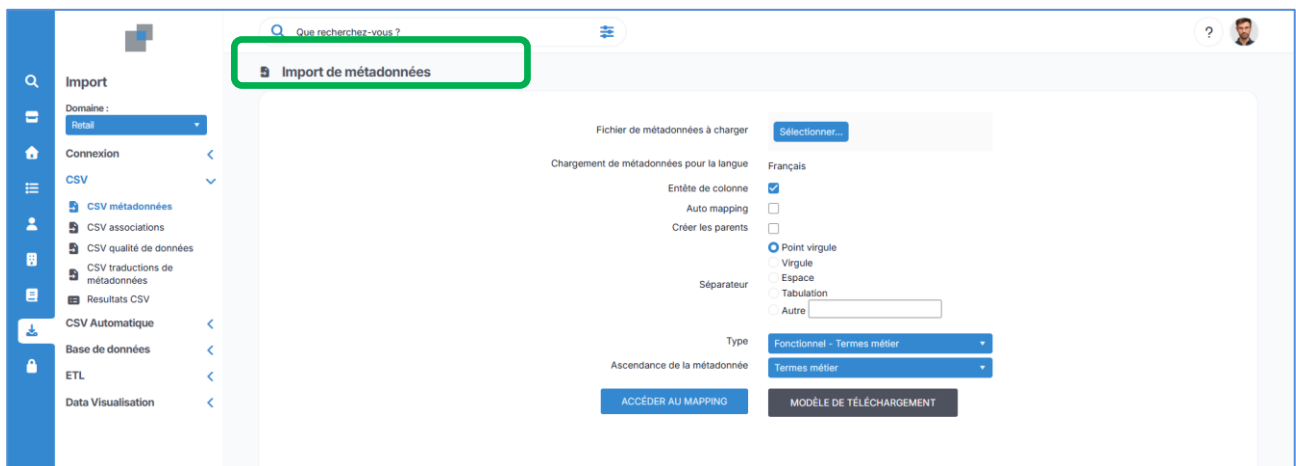 Que recherchez-vous ?
?
Import de métadonnées
Import
Domaine :
Retail
Connexion
CSV
CSV métadonnées
CSV associations
CSV qualité de données
CSV traductions de
métadonnées
Resultats CSV
CSV Automatique
Base de données
ETL
Data Visualisation
Fichier de métadonnées à charger
Sélectionner...
Chargement de métadonnées pour la langue
Français
Entête de colonne
Auto mapping
Créer les parents
Séparateur
Point virgule
Virgule
Espace
Tabulation
Autre
Type
Fonctionnel - Termes métier
Ascendance de la métadonnée
Termes métier
ACCÉDER AU MAPPING
MODÈLE DE TÉLÉCHARGEMENT